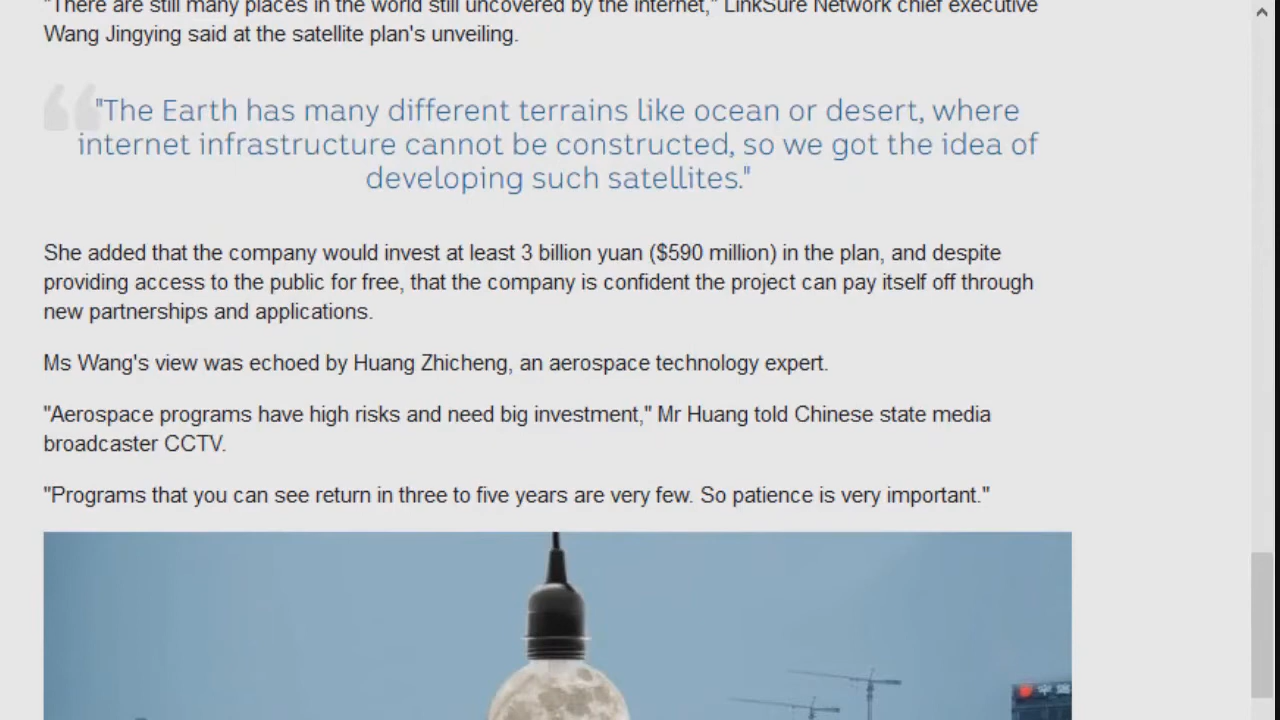 "There are still many places in the world still uncovered by the internet," LinkSure Network chief executive
Wang Jingying said at the satellite plan's unveiling.
"The Earth has many different terrains like ocean or desert, where
internet infrastructure cannot be constructed, so we got the idea of
developing such satellites."
She added that the company would invest at least 3 billion yuan ($590 million) in the plan, and despite
providing access to the public for free, that the company is confident the project can pay itself off through
new partnerships and applications.
Ms Wang's view was echoed by Huang Zhicheng, an aerospace technology expert.
"Aerospace programs have high risks and need big investment," Mr Huang told Chinese state media
broadcaster CCTV.
"Programs that you can see return in three to five years are very few. So patience is very important."